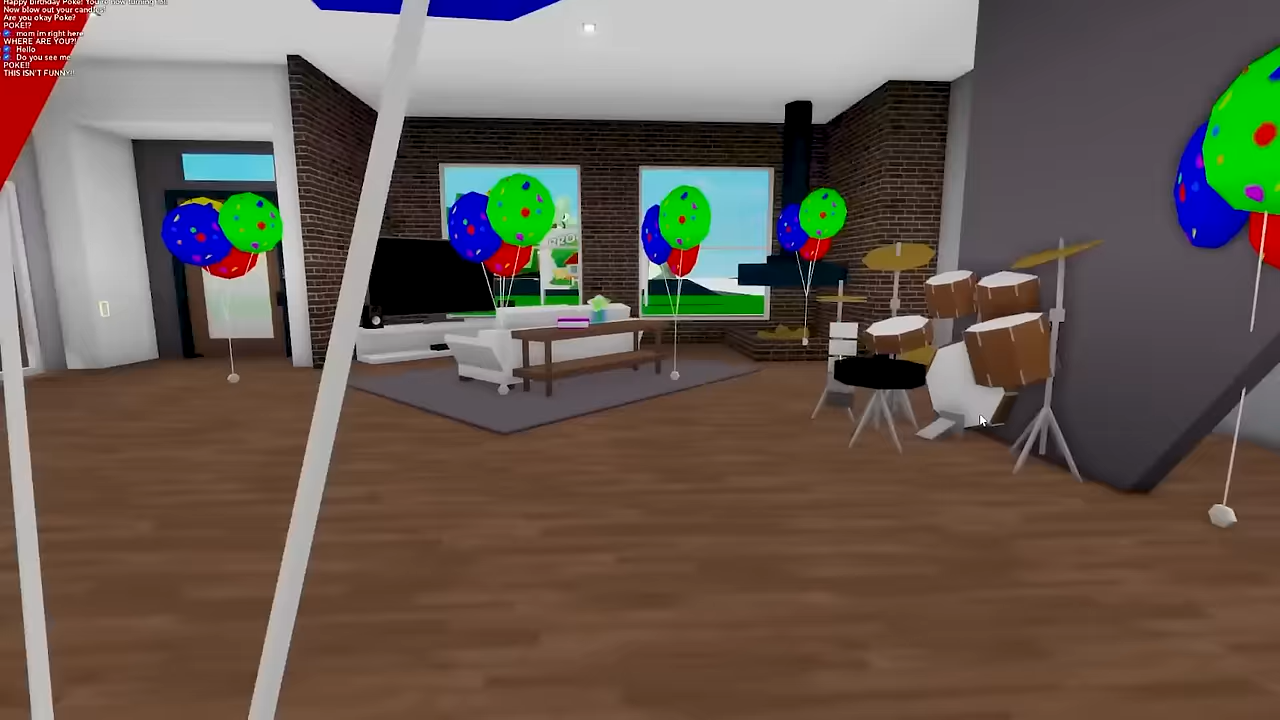 Happy birthday Poke! You're now turning
Now blow out your candles!
Are you okay Poke?
POKE!?
mom im right here
WHERE ARE YOU?!
Hello
Do you see me
POKE!!
THIS ISN'T FUNNY!!